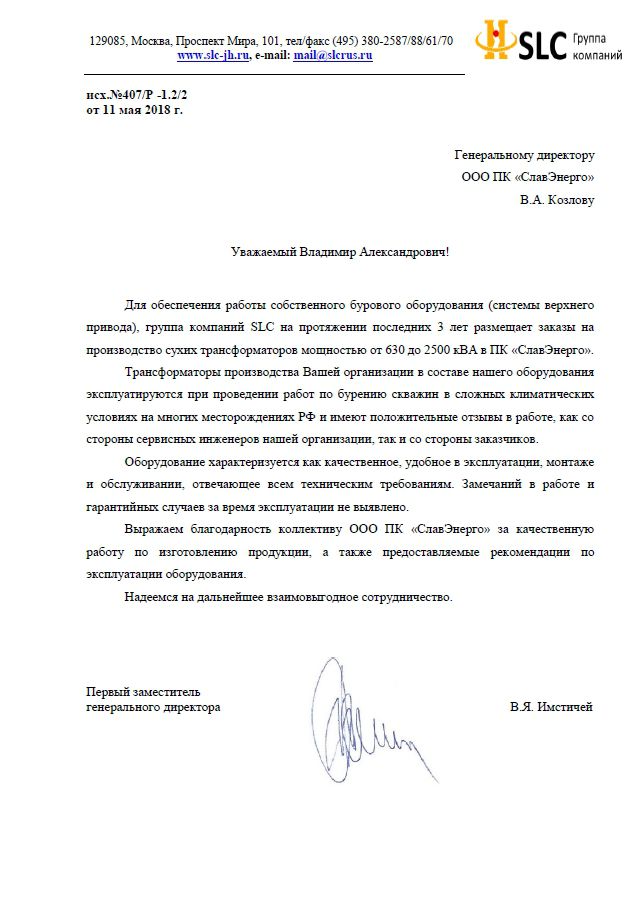 129085, Москва, Проспект Мира, 101, тел/факс (495) 380-2587/88/61/70
www.slc-jh.ru, e-mail: mail@slcrus.ru
SLC Группа компаний
исх..№407/Р -1.2/2
от 11 мая 2018 г.
Генеральному директору
ООО ПК «СлавЭнерго»
В.А. Козлову
Уважаемый Владимир Александрович!
Для обеспечения работы собственного бурового оборудования (системы верхнего
привода), группа компаний SLC на протяжении последних 3 лет размещает заказы на
производство сухих трансформаторов мощностью от 630 до 2500 кВА в ПК «СлавЭнерго».
Трансформаторы производства Вашей организации в составе нашего оборудования
эксплуатируются при проведении работ по бурению скважин в сложных климатических
условиях на многих месторождениях РФ и имеют положительные отзывы в работе, как со
стороны сервисных инженеров нашей организации, так и со стороны заказчиков.
Оборудование характеризуется как качественное, удобное в эксплуатации, монтаже
и обслуживании, отвечающее всем техническим требованиям. Замечаний в работе и
гарантийных случаев за время эксплуатации не выявлено.
Выражаем благодарность коллективу ООО ПК «СлавЭнерго» за качественную
работу по изготовлению продукции, а также предоставляемые рекомендации по
эксплуатации оборудования.
Надеемся на дальнейшее взаимовыгодное сотрудничество.
Первый заместитель
генерального директора
В.Я. Имстичей